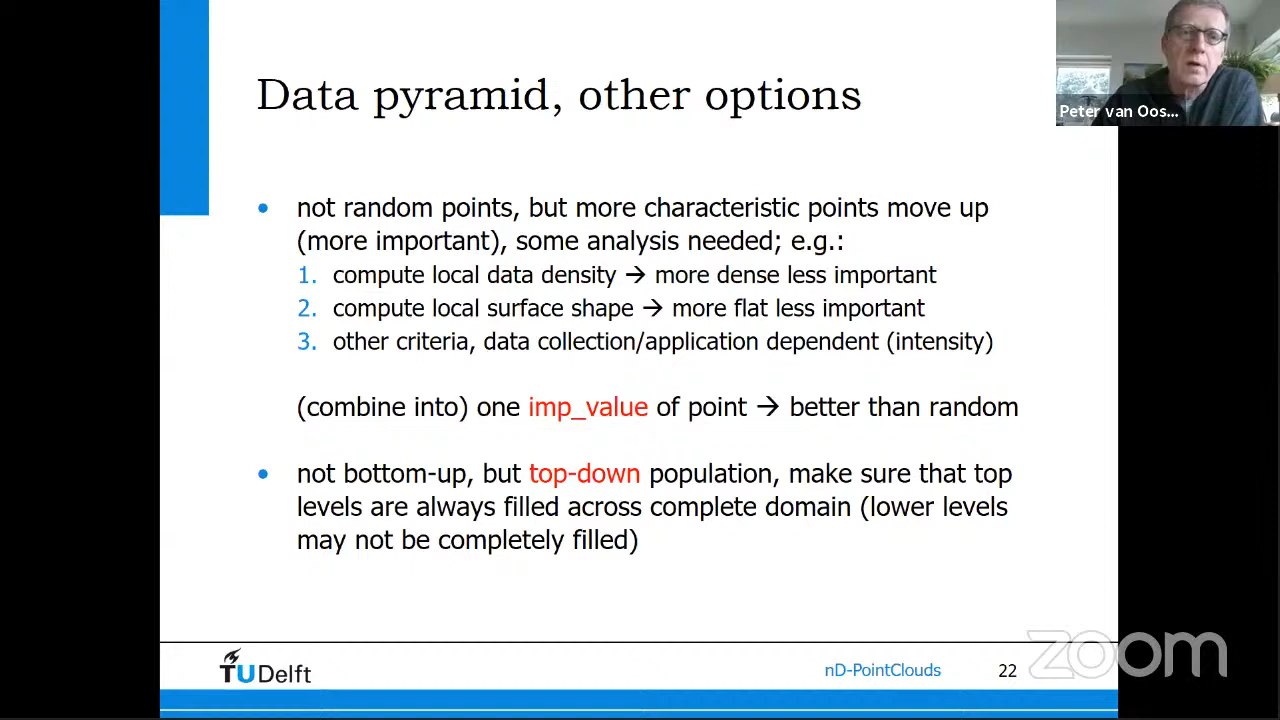 Data pyramid, other options
Peter van Oos...
• not random points, but more characteristic points move up
(more important), some analysis needed; e.g.:
1. compute local data density → more dense less important
2. compute local surface shape → more flat less important
3. other criteria, data collection/application dependent (intensity)
(combine into) one imp_value of point → better than random
• not bottom-up, but top-down population, make sure that top
levels are always filled across complete domain (lower levels
may not be completely filled)
TUDelft
nD-PointClouds
22
zoom